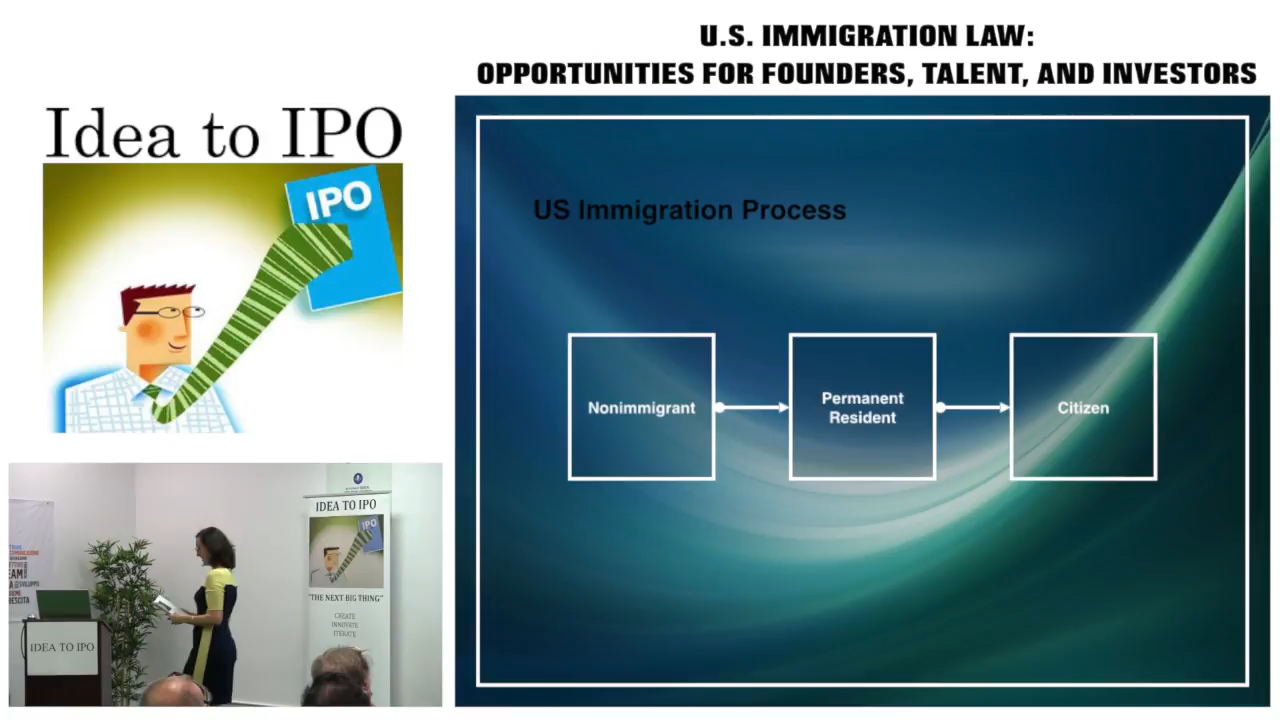 U.S. IMMIGRATION LAW:
OPPORTUNITIES FOR FOUNDERS, TALENT, AND INVESTORS
Idea to IPO
IPO
US Immigration Process
Nonimmigrant
Permanent
Resident
Citizen
IDEA TO IPO
IPO
"THE NEXT BIG THING"
CREATE
INNOVATE
ITERATE
IDEA TO IPO